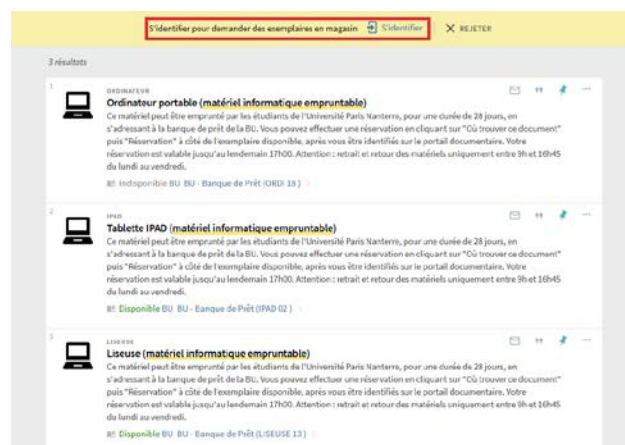 S'identifier pour demander des exemplaires en magasin S'identifier REJETER
3 résultats
1
ORDINATEUR
Ordinateur portable (matériel informatique empruntable)
Ce matériel peut être emprunté par les étudiants de l'Université Paris Nanterre, pour une durée de 28 jours, en
s'adressant à la banque de prêt de la BU. Vous pouvez effectuer une réservation en cliquant sur "Où trouver ce document"
puis "Réservation" à côté de l'exemplaire disponible, après vous être identifiés sur le portail documentaire. Votre
réservation est valable jusqu'au lendemain 17h00. Attention : retrait et retour des matériels uniquement entre 9h et 16h45
du lundi au vendredi.
Indisponible BU BU - Banque de Prêt (ORDI 18 )
2
IPAD
Tablette IPAD (matériel informatique empruntable)
Ce matériel peut être emprunté par les étudiants de l'Université Paris Nanterre, pour une durée de 28 jours, en
s'adressant à la banque de prêt de la BU. Vous pouvez effectuer une réservation en cliquant sur "Où trouver ce document"
puis "Réservation" à côté de l'exemplaire disponible, après vous être identifiés sur le portail documentaire. Votre
réservation est valable jusqu'au lendemain 17h00. Attention : retrait et retour des matériels uniquement entre 9h et 16h45
du lundi au vendredi.
Disponible BU BU - Banque de Prêt (IPAD 02 )
3
LISEUSE
Liseuse (matériel informatique empruntable)
Ce matériel peut être emprunté par les étudiants de l'Université Paris Nanterre, pour une durée de 28 jours, en
s'adressant à la banque de prêt de la BU. Vous pouvez effectuer une réservation en cliquant sur "Où trouver ce document"
puis "Réservation" à côté de l'exemplaire disponible, après vous être identifiés sur le portail documentaire. Votre
réservation est valable jusqu'au lendemain 17h00. Attention : retrait et retour des matériels uniquement entre 9h et 16h45
du lundi au vendredi.
Disponible BU BU - Banque de Prêt (LISEUSE 13 )